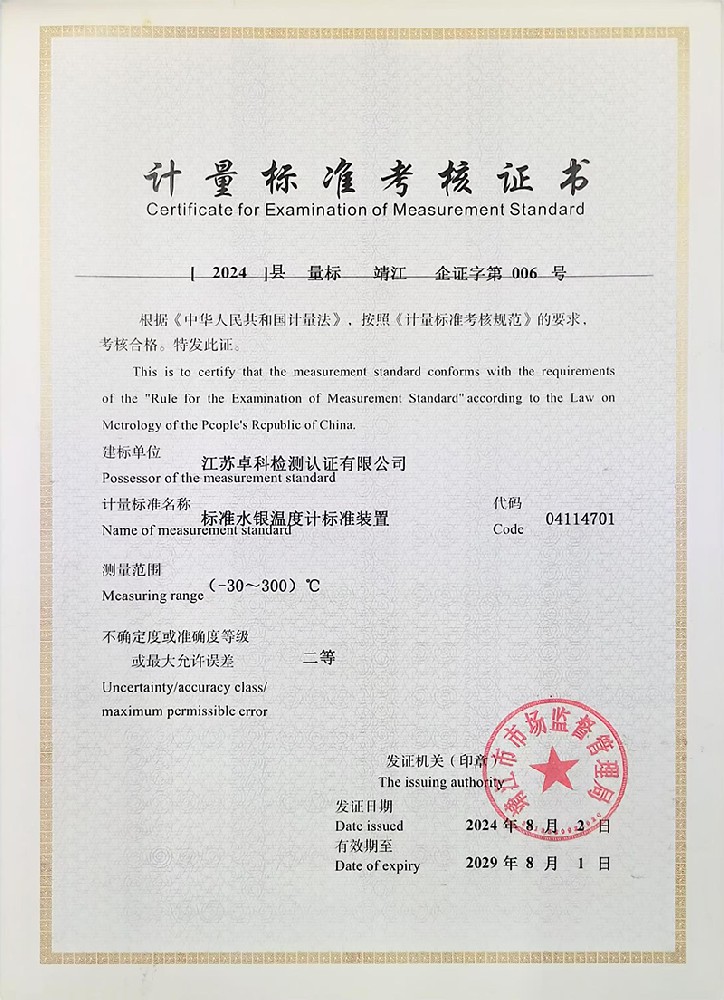 计量标准考核证书
Certificate for Examination of Measurement Standard
[ 2024 ]县 量标 靖江 企证字第 006 号
根据《中华人民共和国计量法》，按照《计量标准考核规范》的要求，
考核合格。特发此证。
This is to certify that the measurement standard conforms with the requirements
of the "Rule for the Examination of Measurement Standard" according to the Law on
Metrology of the People's Republic of China.
建标单位
江苏卓科检测认证有限公司
Possessor of the measurement standard
计量标准名称
标准水银温度计标准装置
Name of measurement standard
代码
Code
04114701
测量范围
(-30～300) ℃
Measuring range
不确定度或准确度等级
或最大允许误差
二等
Uncertainty/accuracy class/
maximum permissible error
发证机关（印章）
The issuing authority
靖江市市场监督管理局
发证日期
Date issued
2024 年 8 月 2 日
有效期至
Date of expiry
2029 年 8 月 1 日